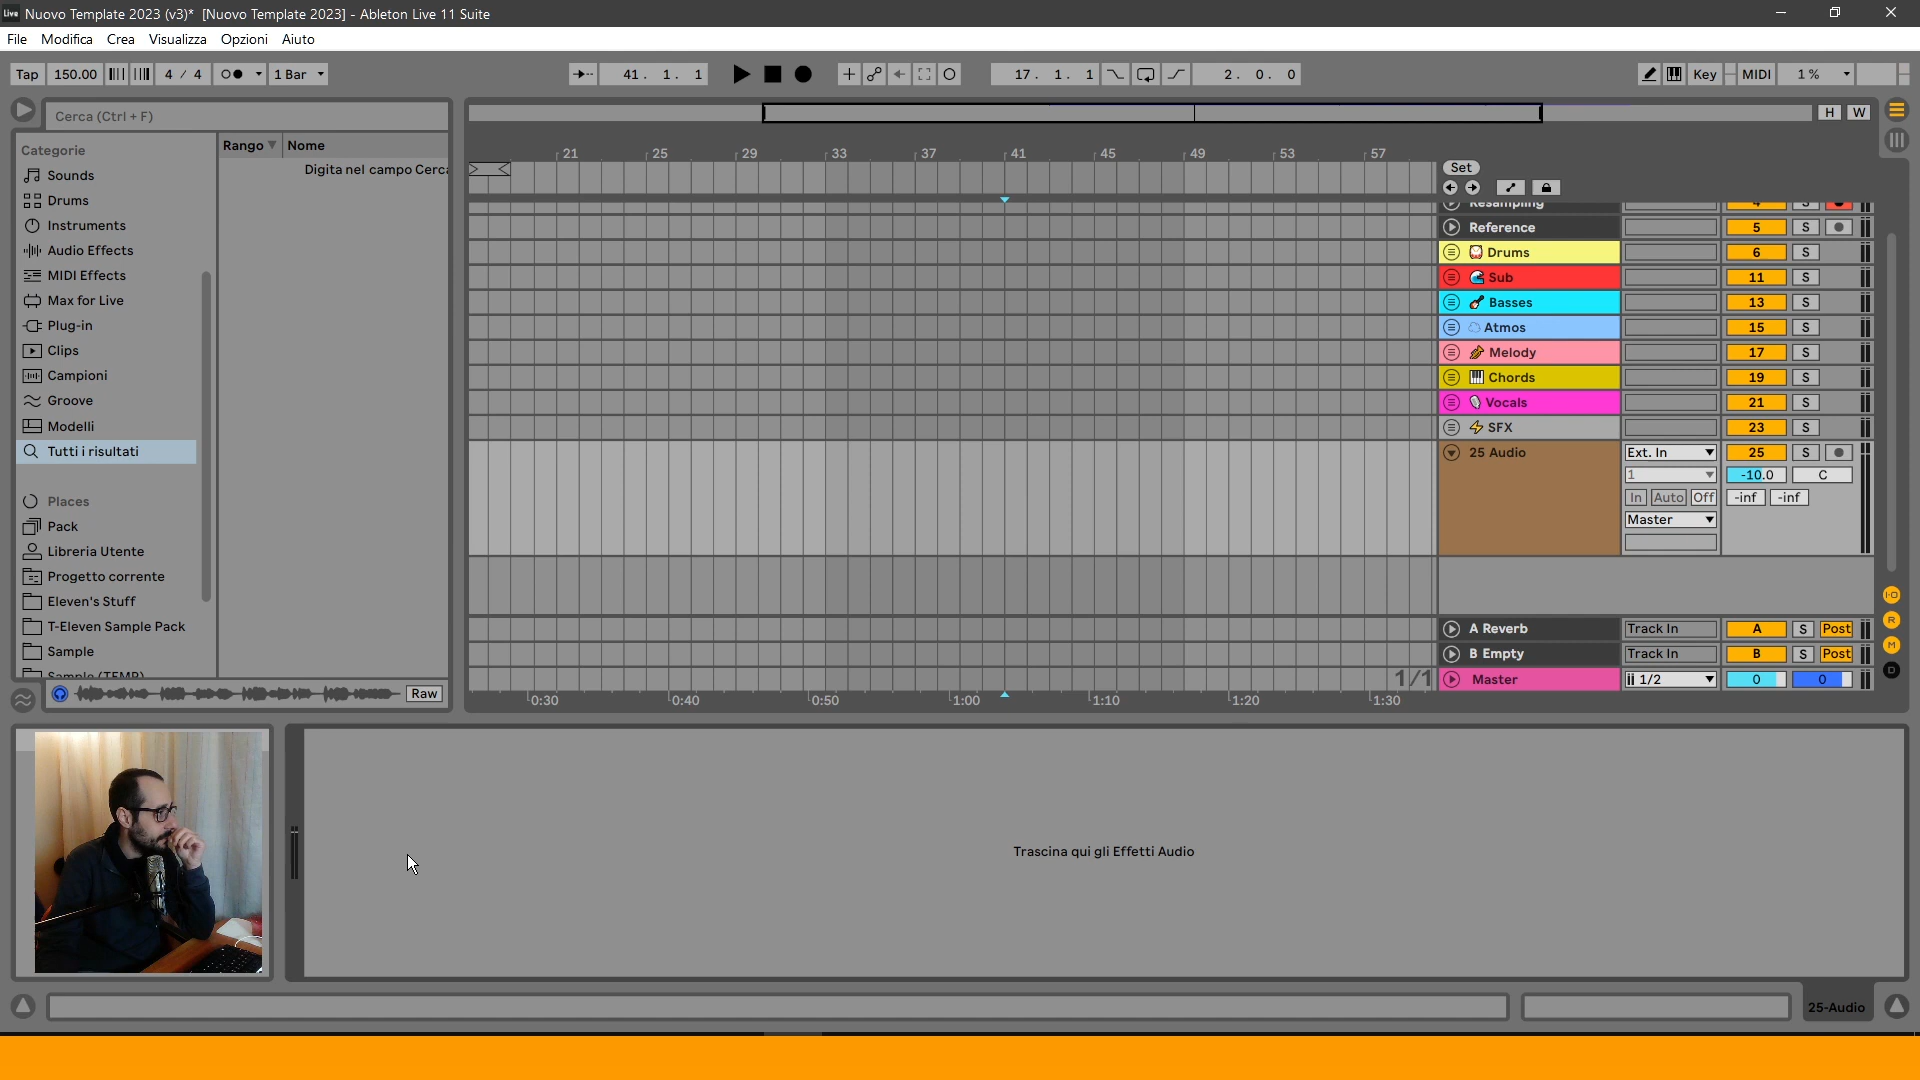 Live Nuovo Template 2023 (v3)* [Nuovo Template 2023] - Ableton Live 11 Suite
File Modifica Crea Visualizza Opzioni Aiuto
Tap 150.00 4 / 4 1 Bar 41. 1. 1 17. 1. 1 2. 0. 0 Key MIDI 1 %
Cerca (Ctrl + F)
H W
Categorie
Sounds
Drums
Instruments
Audio Effects
MIDI Effects
Max for Live
Plug-in
Clips
Campioni
Groove
Modelli
Tutti i risultati
Places
Pack
Libreria Utente
Progetto corrente
Eleven's Stuff
T-Eleven Sample Pack
Sample
Sample (TEMP)
Rango Nome
Digita nel campo Cerca
Raw
21 25 29 33 37 41 45 49 53 57
Set
Resampling 4 S
Reference 5 S
Drums 6 S
Sub 11 S
Basses 13 S
Atmos 15 S
Melody 17 S
Chords 19 S
Vocals 21 S
SFX 23 S
25 Audio Ext. In 25 S
1 -10.0 C
In Auto Off -inf -inf
Master
A Reverb Track In A S Post
B Empty Track In B S Post
1/1 Master 1/2 0 0
0:30 0:40 0:50 1:00 1:10 1:20 1:30
I·O
R
M
D
Trascina qui gli Effetti Audio
25-Audio